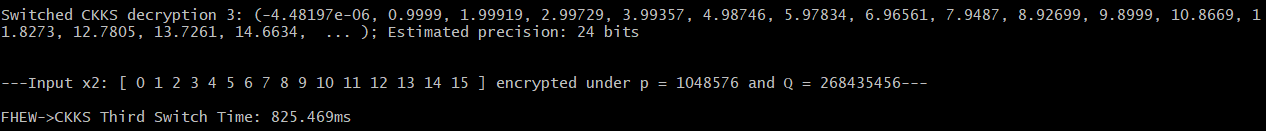 Switched CKKS decryption 3: (-4.48197e-06, 0.9999, 1.99919, 2.99729, 3.99357, 4.98746, 5.97834, 6.96561, 7.9487, 8.92699, 9.8999, 10.8669, 1
1.8273, 12.7805, 13.7261, 14.6634,  ... ); Estimated precision: 24 bits
---Input x2: [ 0 1 2 3 4 5 6 7 8 9 10 11 12 13 14 15 ] encrypted under p = 1048576 and Q = 268435456---
FHEW->CKKS Third Switch Time: 825.469ms